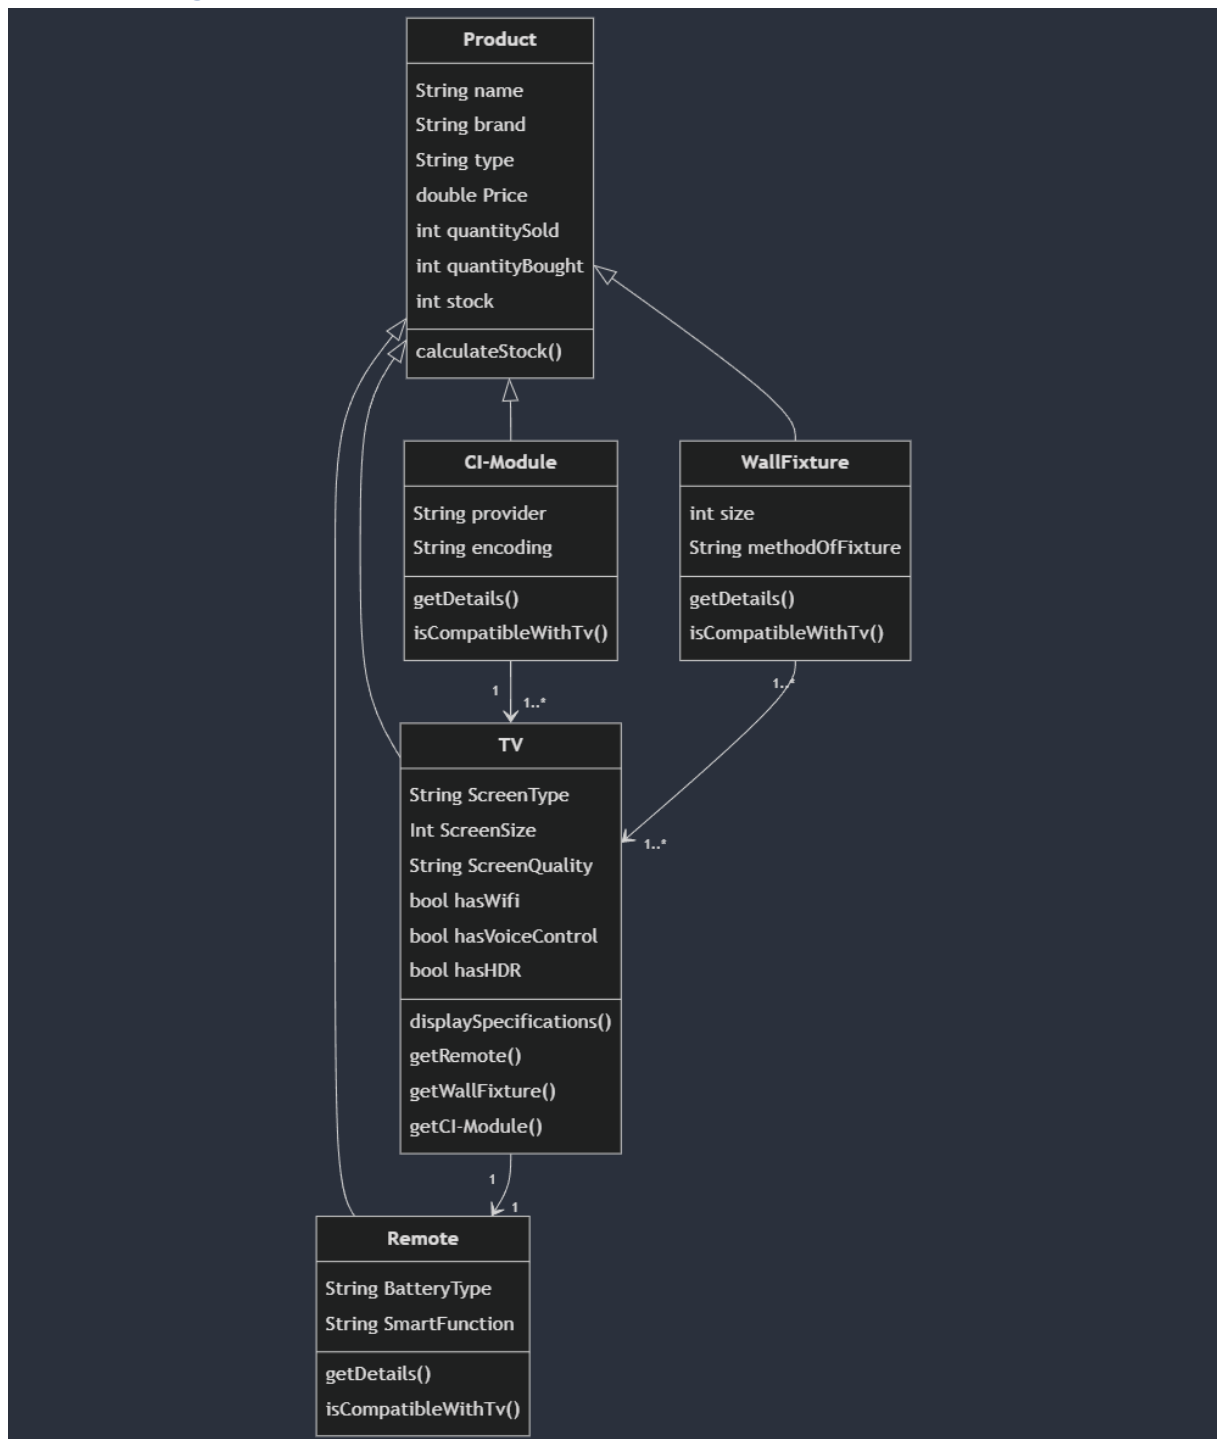 Product
String name
String brand
String type
double Price
int quantitySold
int quantityBought
int stock
calculateStock()
CI-Module
String provider
String encoding
getDetails()
isCompatibleWithTv()
WallFixture
int size
String methodOfFixture
getDetails()
isCompatibleWithTv()
1
1..*
1..*
1..*
TV
String ScreenType
Int ScreenSize
String ScreenQuality
bool hasWifi
bool hasVoiceControl
bool hasHDR
displaySpecifications()
getRemote()
getWallFixture()
getCI-Module()
1
1
Remote
String BatteryType
String SmartFunction
getDetails()
isCompatibleWithTv()